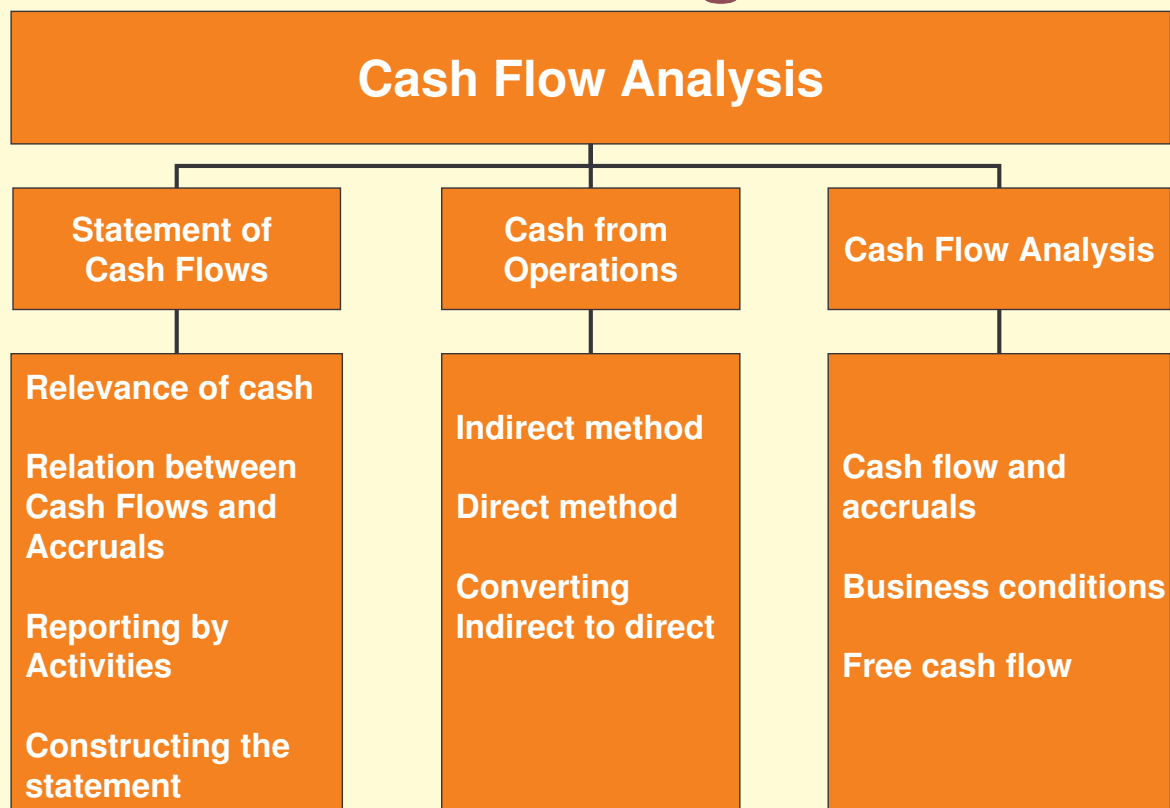 Cash Flow Analysis
Statement of
Cash Flows
Cash from
Operations
Cash Flow Analysis
Relevance of cash
Relation between
Cash Flows and
Accruals
Reporting by
Activities
Constructing the
statement
Indirect method
Direct method
Converting
Indirect to direct
Cash flow and
accruals
Business conditions
Free cash flow